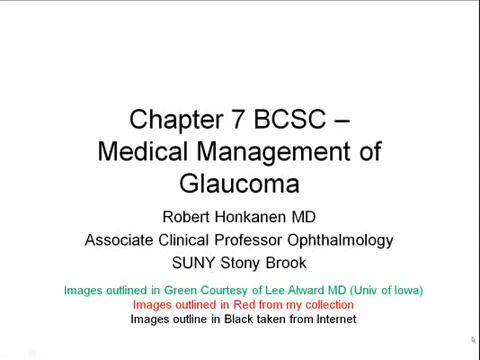 Chapter 7 BCSC –
Medical Management of
Glaucoma
Robert Honkanen MD
Associate Clinical Professor Ophthalmology
SUNY Stony Brook
Images outlined in Green Courtesy of Lee Alward MD (Univ of Iowa)
Images outlined in Red from my collection
Images outline in Black taken from Internet